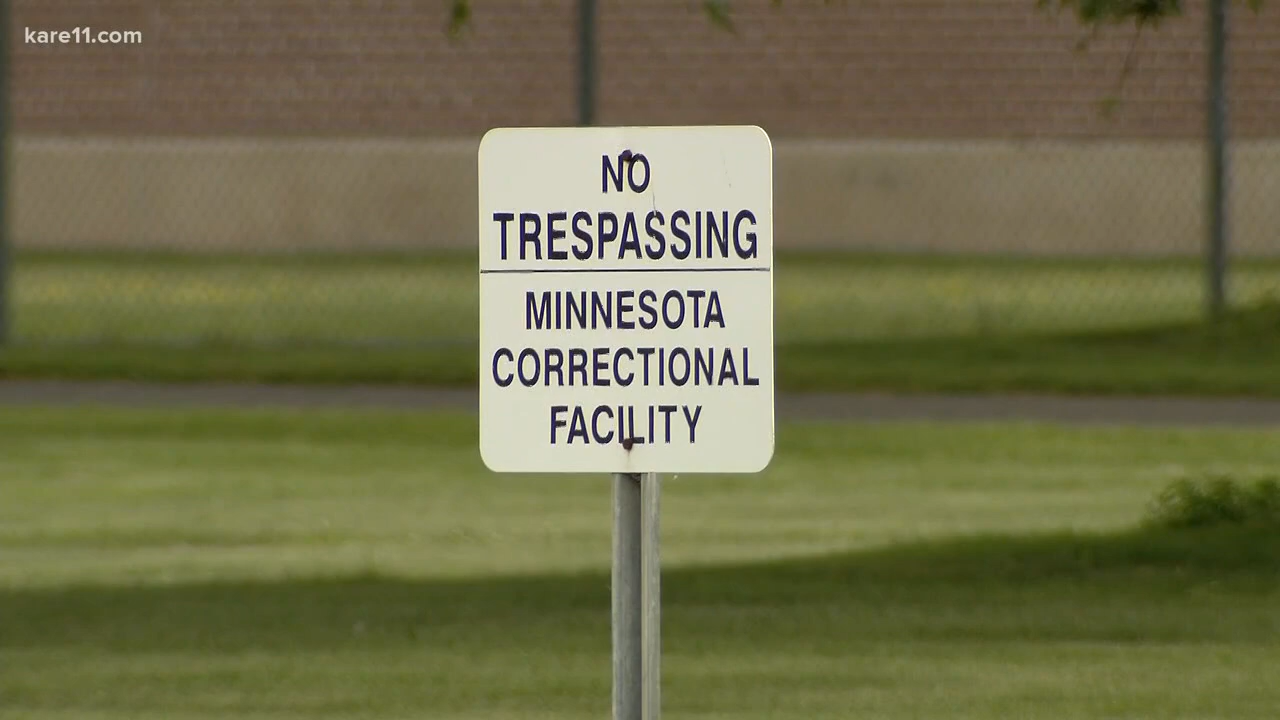 kare11.com
NO
TRESPASSING
MINNESOTA
CORRECTIONAL
FACILITY